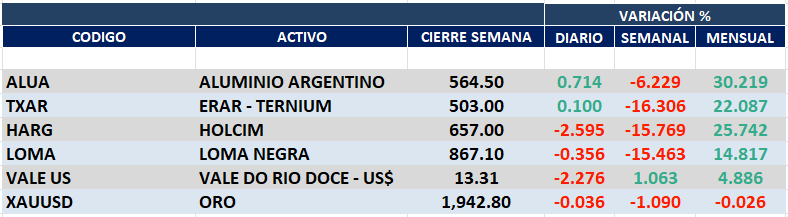 VARIACIÓN %
CODIGO ACTIVO CIERRE SEMANA DIARIO SEMANAL MENSUAL
ALUA ALUMINIO ARGENTINO 564.50 0.714 -6.229 30.219
TXAR ERAR - TERNIUM 503.00 0.100 -16.306 22.087
HARG HOLCIM 657.00 -2.595 -15.769 25.742
LOMA LOMA NEGRA 867.10 -0.356 -15.463 14.817
VALE US VALE DO RIO DOCE - US$ 13.31 -2.276 1.063 4.886
XAUUSD ORO 1,942.80 -0.036 -1.090 -0.026